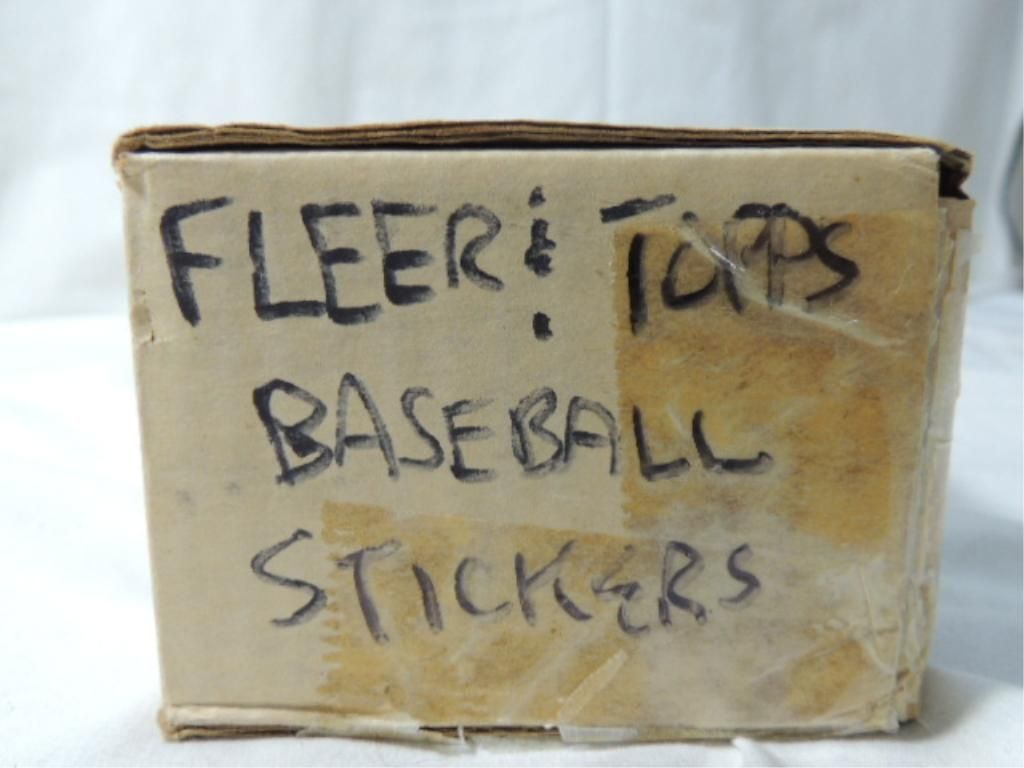 FLEER & TOPPS
BASEBALL
STICKERS